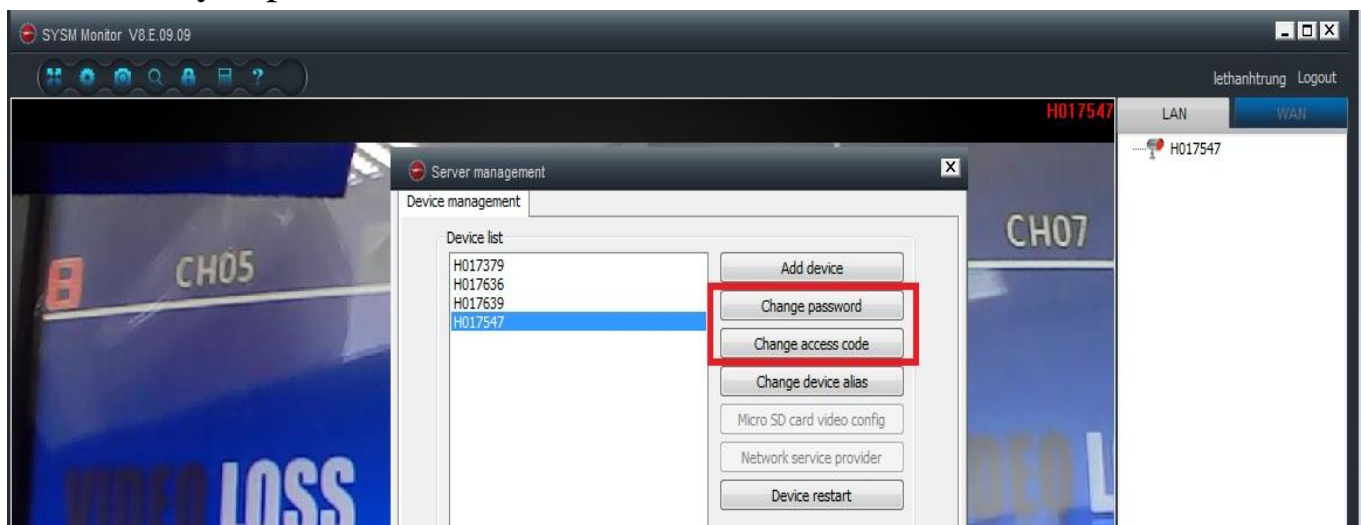 SYSM Monitor V8.E.09.09
lethanhtrung Logout
H017547
LAN WAN
H017547
Server management
Device management
Device list
H017379
H017636
H017639
H017547
Add device
Change password
Change access code
Change device alias
Micro SD card video config
Network service provider
Device restart
8 CH05
CH07
VIDEO LOSS
VIDEO L